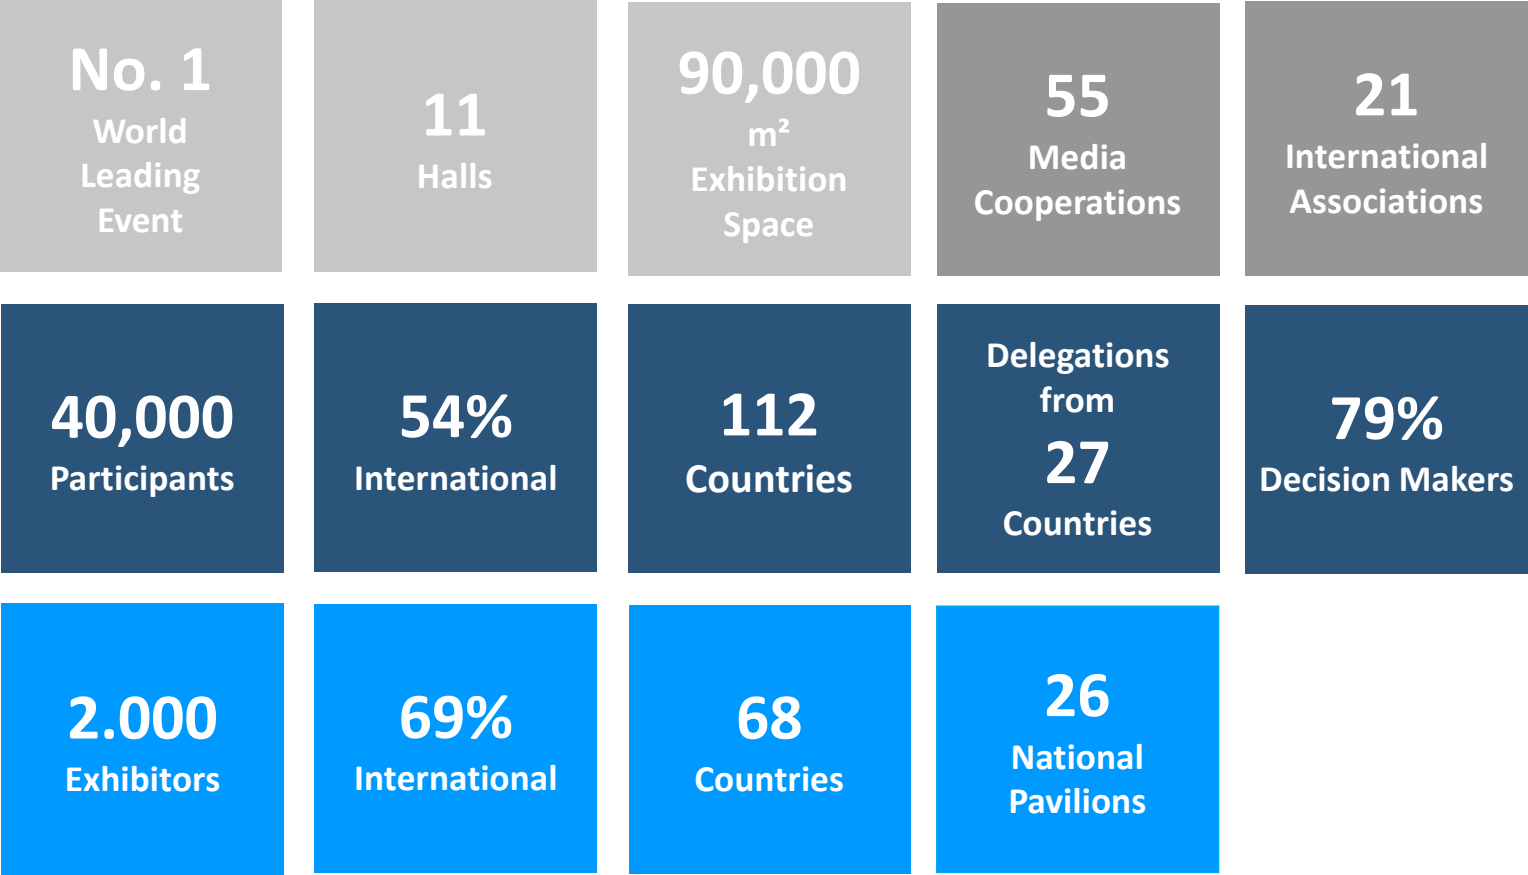 No. 1
World
Leading
Event
11
Halls
90,000
m²
Exhibition
Space
55
Media
Cooperations
21
International
Associations
40,000
Participants
54%
International
112
Countries
Delegations
from
27
Countries
79%
Decision Makers
2.000
Exhibitors
69%
International
68
Countries
26
National
Pavilions